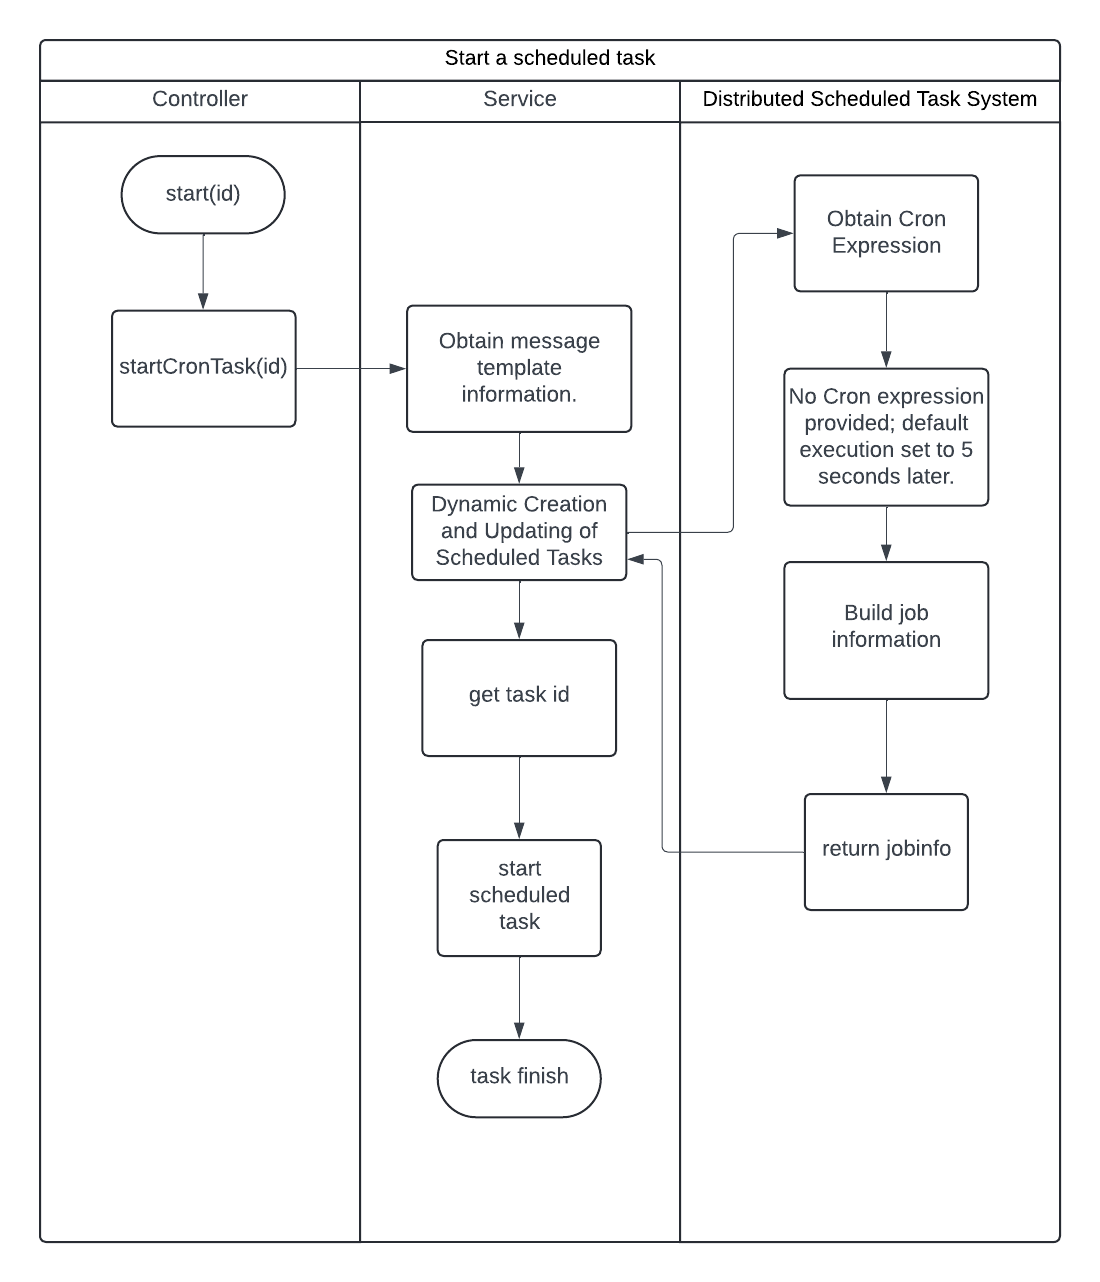 Start a scheduled task
Controller
Service
Distributed Scheduled Task System
start(id)
startCronTask(id)
Obtain message
template
information.
Dynamic Creation
and Updating of
Scheduled Tasks
get task id
start
scheduled
task
task finish
Obtain Cron
Expression
No Cron expression
provided; default
execution set to 5
seconds later.
Build job
information
return jobinfo